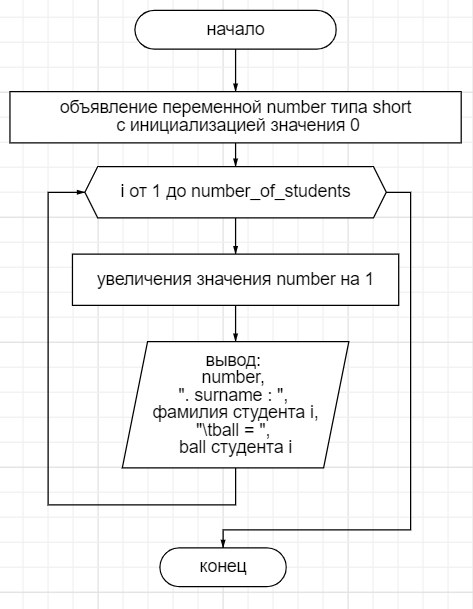 начало
объявление переменной number типа short
с инициализацией значения 0
i от 1 до number_of_students
увеличения значения number на 1
вывод:
number,
". surname : ",
фамилия студента i,
"\tball = ",
ball студента i
конец